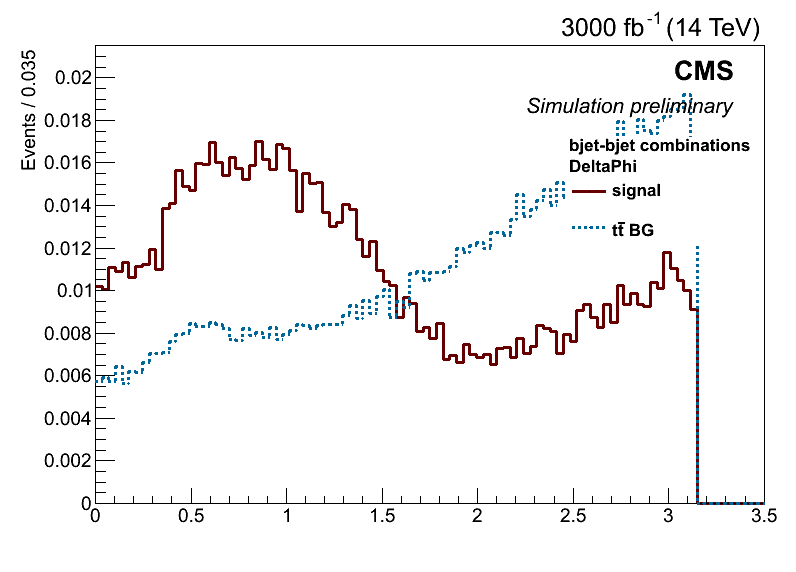 3000 fb-1 (14 TeV)
Events / 0.035
CMS
Simulation preliminary
bjet-bjet combinations
DeltaPhi
signal
tt̄ BG
0.02
0.018
0.016
0.014
0.012
0.01
0.008
0.006
0.004
0.002
0
0 0.5 1 1.5 2 2.5 3 3.5